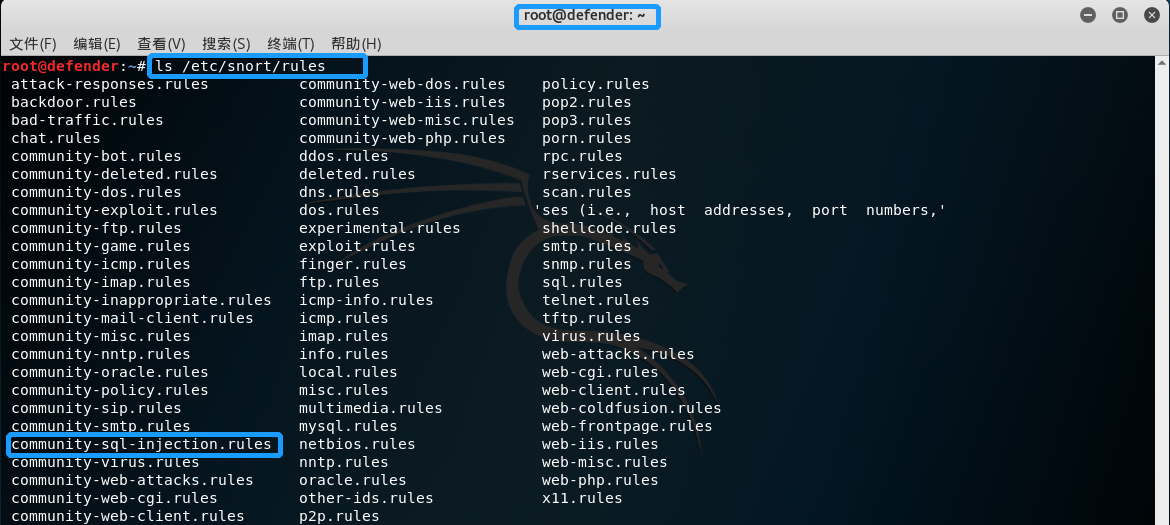 root@defender: ~
文件(F) 编辑(E) 查看(V) 搜索(S) 终端(T) 帮助(H)
root@defender:~# ls /etc/snort/rules
attack-responses.rules community-web-dos.rules policy.rules
backdoor.rules community-web-iis.rules pop2.rules
bad-traffic.rules community-web-misc.rules pop3.rules
chat.rules community-web-php.rules porn.rules
community-bot.rules ddos.rules rpc.rules
community-deleted.rules deleted.rules rservices.rules
community-dos.rules dns.rules scan.rules
community-exploit.rules dos.rules 'ses (i.e.,  host  addresses,  port  numbers,'
community-ftp.rules experimental.rules shellcode.rules
community-game.rules exploit.rules smtp.rules
community-icmp.rules finger.rules snmp.rules
community-imap.rules ftp.rules sql.rules
community-inappropriate.rules icmp-info.rules telnet.rules
community-mail-client.rules icmp.rules tftp.rules
community-misc.rules imap.rules virus.rules
community-nntp.rules info.rules web-attacks.rules
community-oracle.rules local.rules web-cgi.rules
community-policy.rules misc.rules web-client.rules
community-sip.rules multimedia.rules web-coldfusion.rules
community-smtp.rules mysql.rules web-frontpage.rules
community-sql-injection.rules netbios.rules web-iis.rules
community-virus.rules nntp.rules web-misc.rules
community-web-attacks.rules oracle.rules web-php.rules
community-web-cgi.rules other-ids.rules x11.rules
community-web-client.rules p2p.rules